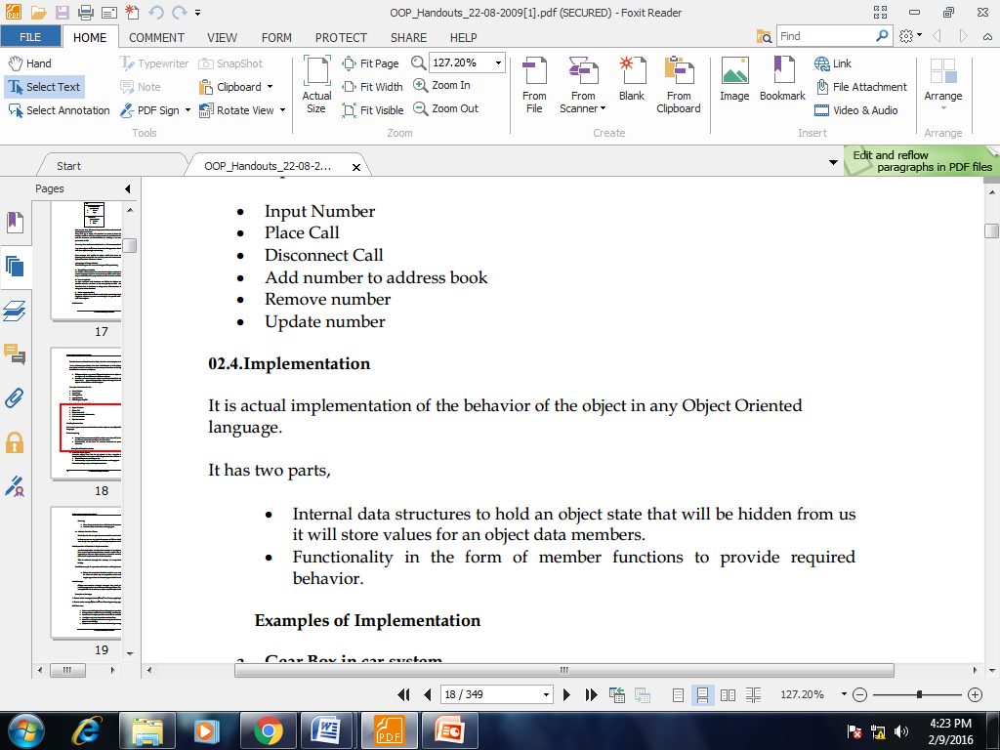 OOP_Handouts_22-08-2009[1].pdf (SECURED) - Foxit Reader
FILE HOME COMMENT VIEW FORM PROTECT SHARE HELP Find
Hand Typewriter SnapShot
Select Text Note Clipboard
Select Annotation PDF Sign Rotate View
Tools
Actual Size
Fit Page 127.20%
Fit Width Zoom In
Fit Visible Zoom Out
Zoom
From File
From Scanner
Blank
From Clipboard
Create
Image
Bookmark
Link
File Attachment
Video & Audio
Insert
Arrange
Arrange
Start OOP_Handouts_22-08-2... x
Edit and reflow
paragraphs in PDF files
Pages
17
18
19
• Input Number
• Place Call
• Disconnect Call
• Add number to address book
• Remove number
• Update number
02.4.Implementation
It is actual implementation of the behavior of the object in any Object Oriented
language.
It has two parts,
• Internal data structures to hold an object state that will be hidden from us
it will store values for an object data members.
• Functionality in the form of member functions to provide required
behavior.
Examples of Implementation
a. Gear Box in car system
18 / 349 127.20%
PDF
4:23 PM
2/9/2016